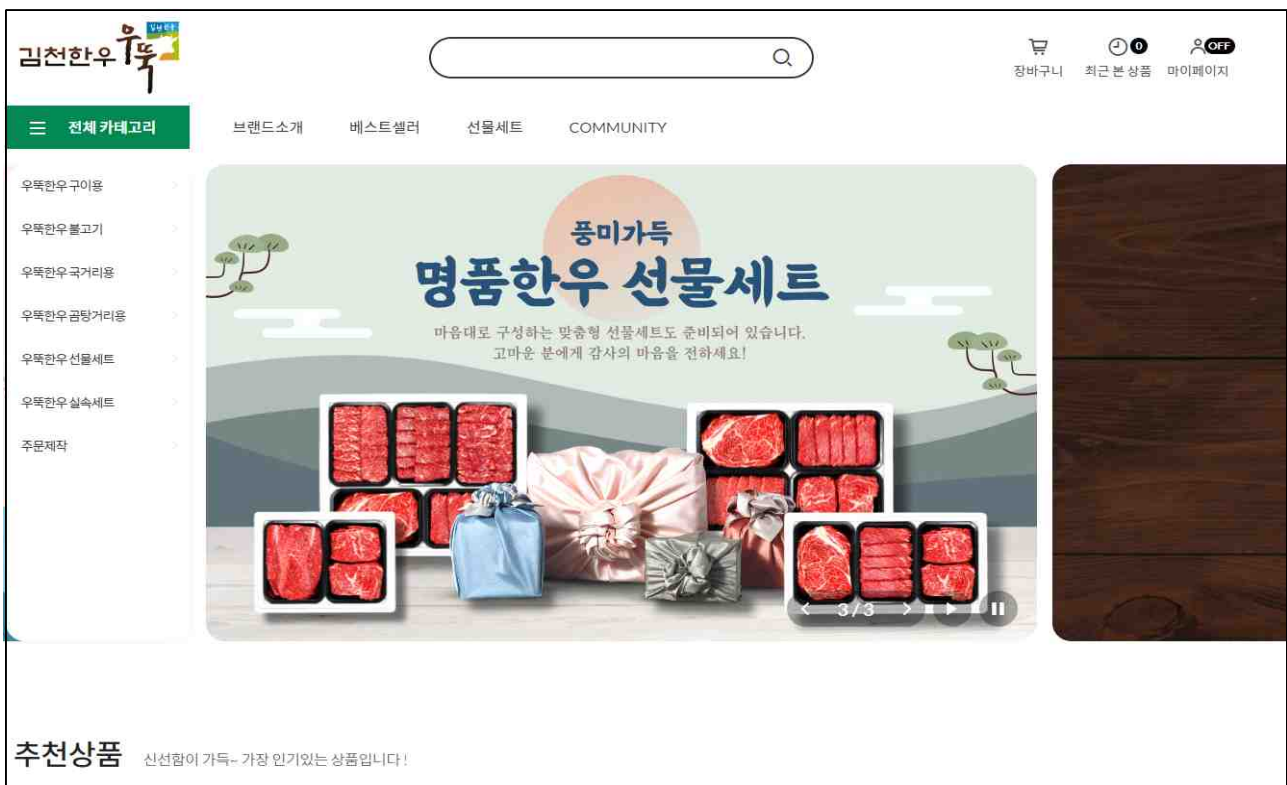 김천한우 우뚝
장바구니
0
최근 본 상품
OFF
마이페이지
전체 카테고리
브랜드소개
베스트셀러
선물세트
COMMUNITY
우뚝한우 구이용
우뚝한우 불고기
우뚝한우 국거리용
우뚝한우 곰탕거리용
우뚝한우 선물세트
우뚝한우 실속세트
주문제작
풍미가득
명품한우 선물세트
마음대로 구성하는 맞춤형 선물세트도 준비되어 있습니다.
고마운 분에게 감사의 마음을 전하세요!
3/3
추천상품
신선함이 가득~ 가장 인기있는 상품입니다 !